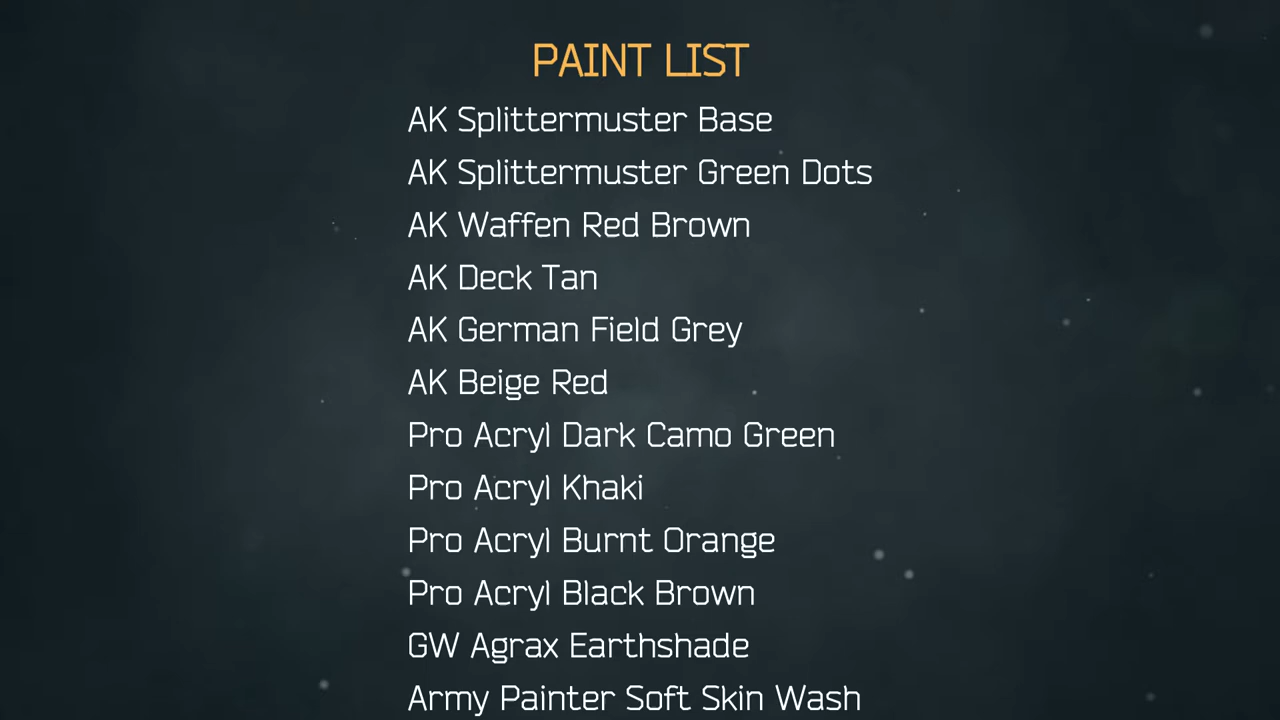 PAINT LIST
AK Splittermuster Base
AK Splittermuster Green Dots
AK Waffen Red Brown
AK Deck Tan
AK German Field Grey
AK Beige Red
Pro Acryl Dark Camo Green
Pro Acryl Khaki
Pro Acryl Burnt Orange
Pro Acryl Black Brown
GW Agrax Earthshade
Army Painter Soft Skin Wash